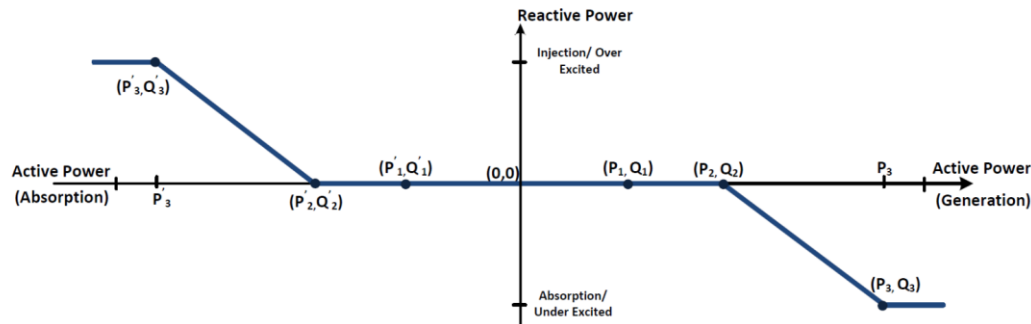 Reactive Power
Injection/ Over
Excited
(P'3,Q'3)
Active Power
(Absorption)
P'3
(P'2,Q'2)
(P'1,Q'1)
(0,0)
(P1, Q1)
(P2, Q2)
P3
Active Power
(Generation)
(P3, Q3)
Absorption/
Under Excited